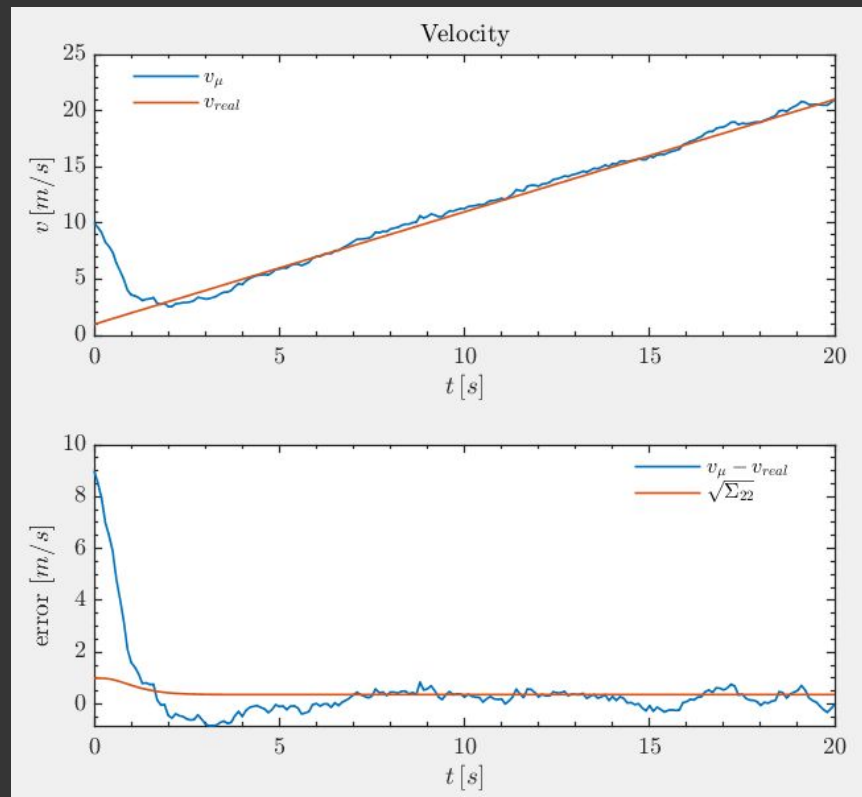 Velocity
25
20
15
10
5
0
v [m/s]
v_μ
v_real
0 5 10 15 20
t [s]
10
8
6
4
2
0
error [m/s]
v_μ − v_real
√Σ₂₂
0 5 10 15 20
t [s]